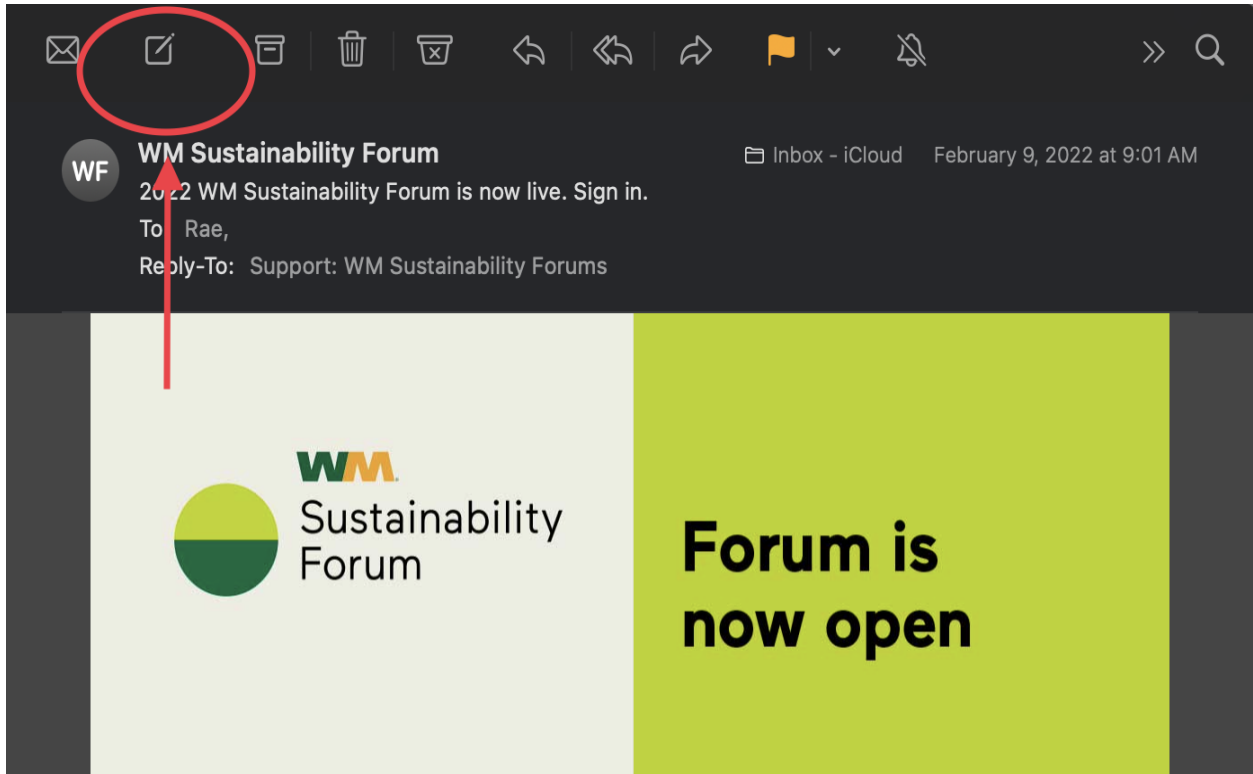 WF
WM Sustainability Forum
Inbox - iCloud February 9, 2022 at 9:01 AM
2022 WM Sustainability Forum is now live. Sign in.
To: Rae,
Reply-To: Support: WM Sustainability Forums
WM.
Sustainability
Forum
Forum is
now open